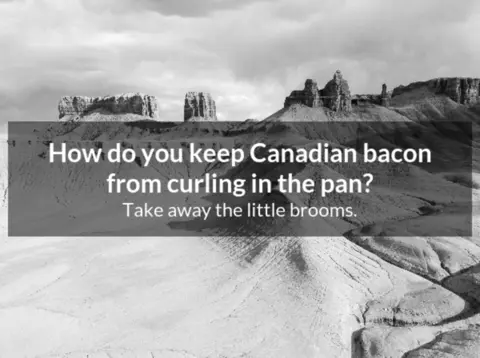 How do you keep Canadian bacon
from curling in the pan?
Take away the little brooms.